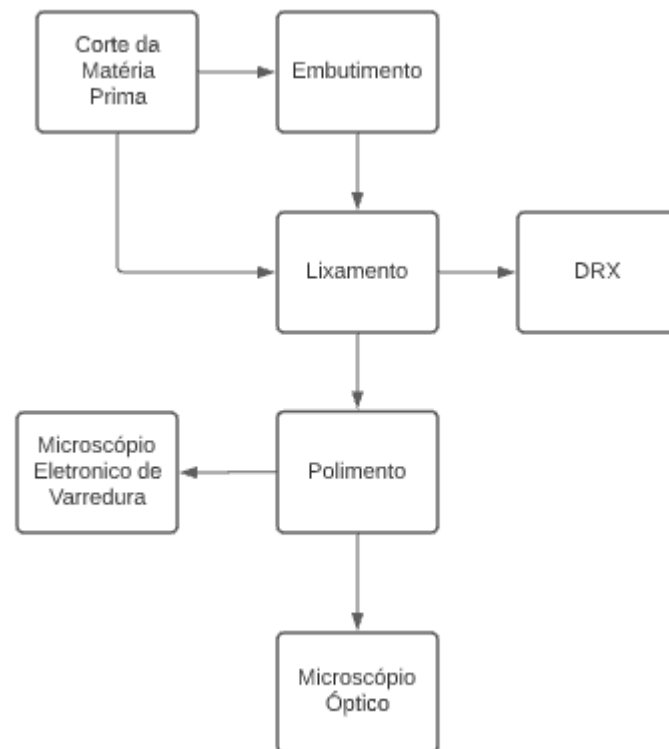 Corte da
Matéria
Prima
Embutimento
Lixamento
DRX
Microscópio
Eletronico de
Varredura
Polimento
Microscópio
Óptico